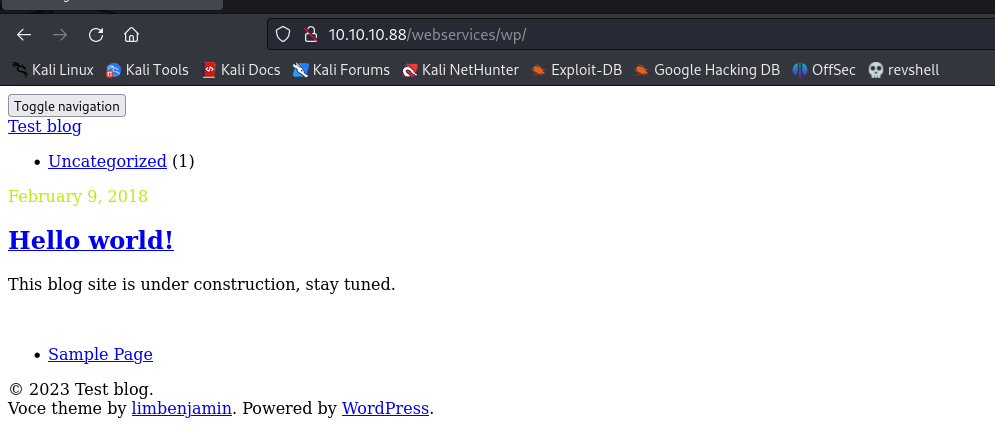 10.10.10.88/webservices/wp/
Kali Linux Kali Tools Kali Docs Kali Forums Kali NetHunter Exploit-DB Google Hacking DB OffSec revshell
Toggle navigation
Test blog
• Uncategorized (1)
February 9, 2018
Hello world!
This blog site is under construction, stay tuned.
• Sample Page
© 2023 Test blog.
Voce theme by limbenjamin. Powered by WordPress.